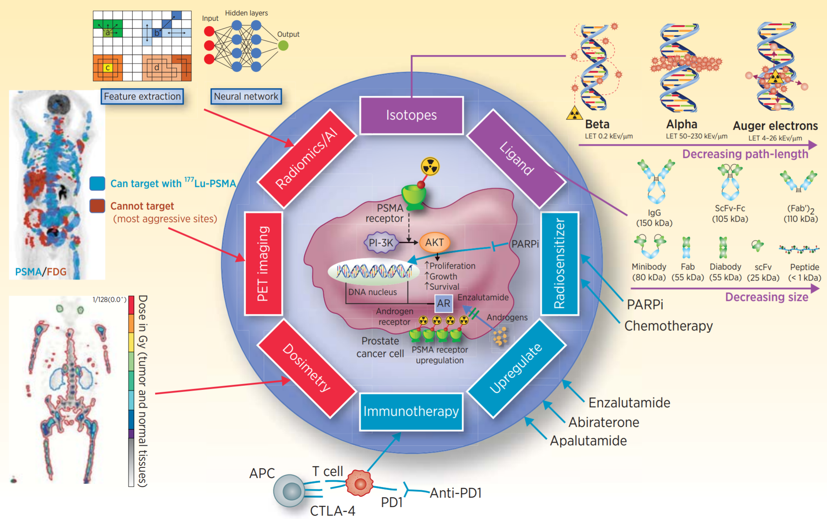 Hidden layers
Input
Output
a
b
c
d
Feature extraction
Neural network
Can target with ¹⁷⁷Lu-PSMA
Cannot target
(most aggressive sites)
PSMA/FDG
1/128(0.0°)
Dose in Gy (tumor and normal tissues)
Radiomics/AI
PET imaging
Dosimetry
Isotopes
Ligand
Radiosensitizer
Upregulate
Immunotherapy
PSMA
receptor
PI-3K
AKT
PARPi
↑Proliferation
↑Growth
↑Survival
DNA nucleus
AR
Enzalutamide
Androgen
receptor
Androgens
Prostate
cancer cell
PSMA receptor
upregulation
Beta
LET 0.2 kEv/μm
Alpha
LET 50–230 kEv/μm
Auger electrons
LET 4–26 kEv/μm
Decreasing path-length
IgG
(150 kDa)
ScFv-Fc
(105 kDa)
(Fab')₂
(110 kDa)
Minibody
(80 kDa)
Fab
(55 kDa)
Diabody
(55 kDa)
scFv
(25 kDa)
Peptide
(< 1 kDa)
Decreasing size
PARPi
Chemotherapy
Enzalutamide
Abiraterone
Apalutamide
APC
T cell
CTLA-4
PD1
Anti-PD1